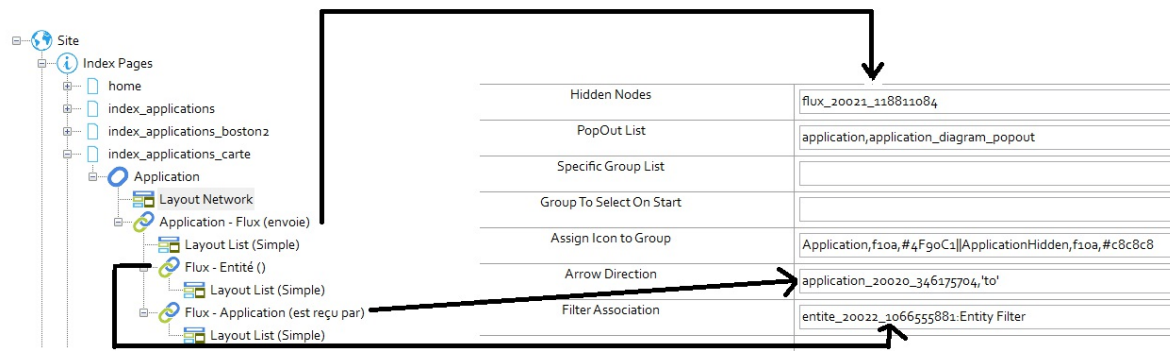 Site
Index Pages
home
index_applications
index_applications_boston2
index_applications_carte
Application
Layout Network
Application - Flux (envoie)
Layout List (Simple)
Flux - Entité ()
Layout List (Simple)
Flux - Application (est reçu par)
Layout List (Simple)
Hidden Nodes flux_20021_118811084
PopOut List application,application_diagram_popout
Specific Group List
Group To Select On Start
Assign Icon to Group Application,f10a,#4F90C1||ApplicationHidden,f10a,#c8c8c8
Arrow Direction application_20020_346175704,'to'
Filter Association entite_20022_1066555881:Entity Filter